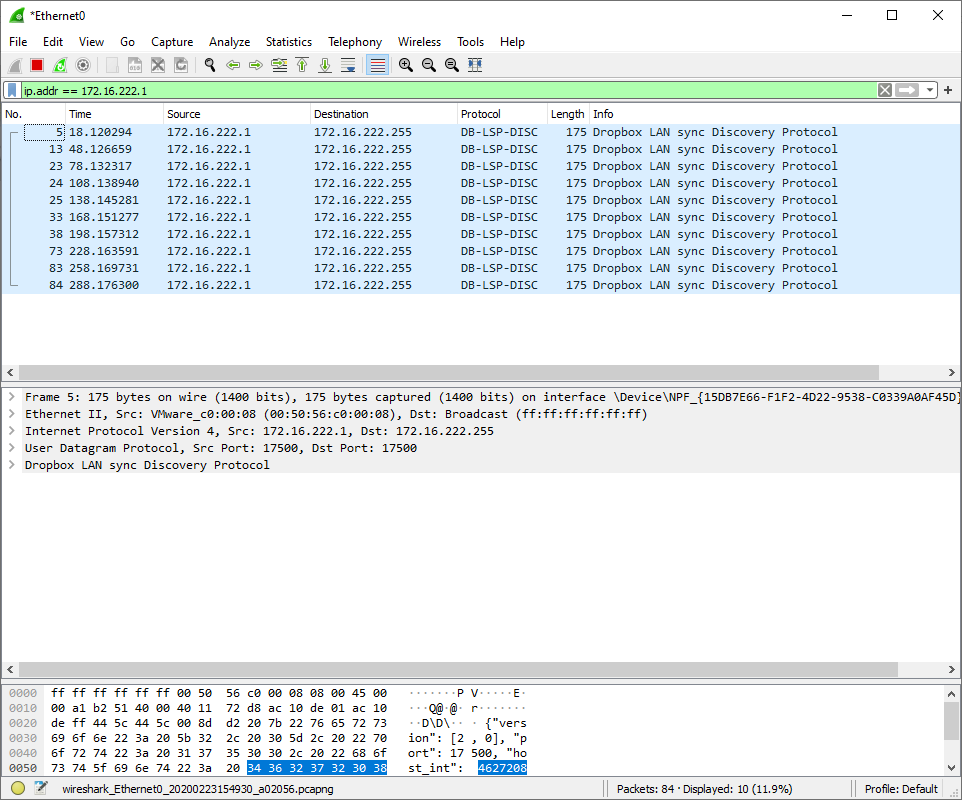 *Ethernet0
File Edit View Go Capture Analyze Statistics Telephony Wireless Tools Help
ip.addr == 172.16.222.1
No. Time Source Destination Protocol Length Info
5 18.120294 172.16.222.1 172.16.222.255 DB-LSP-DISC 175 Dropbox LAN sync Discovery Protocol
13 48.126659 172.16.222.1 172.16.222.255 DB-LSP-DISC 175 Dropbox LAN sync Discovery Protocol
23 78.132317 172.16.222.1 172.16.222.255 DB-LSP-DISC 175 Dropbox LAN sync Discovery Protocol
24 108.138940 172.16.222.1 172.16.222.255 DB-LSP-DISC 175 Dropbox LAN sync Discovery Protocol
25 138.145281 172.16.222.1 172.16.222.255 DB-LSP-DISC 175 Dropbox LAN sync Discovery Protocol
33 168.151277 172.16.222.1 172.16.222.255 DB-LSP-DISC 175 Dropbox LAN sync Discovery Protocol
38 198.157312 172.16.222.1 172.16.222.255 DB-LSP-DISC 175 Dropbox LAN sync Discovery Protocol
73 228.163591 172.16.222.1 172.16.222.255 DB-LSP-DISC 175 Dropbox LAN sync Discovery Protocol
83 258.169731 172.16.222.1 172.16.222.255 DB-LSP-DISC 175 Dropbox LAN sync Discovery Protocol
84 288.176300 172.16.222.1 172.16.222.255 DB-LSP-DISC 175 Dropbox LAN sync Discovery Protocol
Frame 5: 175 bytes on wire (1400 bits), 175 bytes captured (1400 bits) on interface \Device\NPF_{15DB7E66-F1F2-4D22-9538-C0339A0AF45D}
Ethernet II, Src: VMware_c0:00:08 (00:50:56:c0:00:08), Dst: Broadcast (ff:ff:ff:ff:ff:ff)
Internet Protocol Version 4, Src: 172.16.222.1, Dst: 172.16.222.255
User Datagram Protocol, Src Port: 17500, Dst Port: 17500
Dropbox LAN sync Discovery Protocol
0000 ff ff ff ff ff ff 00 50 56 c0 00 08 08 00 45 00 ·······P V·····E·
0010 00 a1 b2 51 40 00 40 11 72 d8 ac 10 de 01 ac 10 ···Q@·@· r·······
0020 de ff 44 5c 44 5c 00 8d d2 20 7b 22 76 65 72 73 ··D\D\·· · {"vers
0030 69 6f 6e 22 3a 20 5b 32 2c 20 30 5d 2c 20 22 70 ion": [2 , 0], "p
0040 6f 72 74 22 3a 20 31 37 35 30 30 2c 20 22 68 6f ort": 17 500, "ho
0050 73 74 5f 69 6e 74 22 3a 20 34 36 32 37 32 30 38 st_int": 4627208
wireshark_Ethernet0_20200223154930_a02056.pcapng Packets: 84 · Displayed: 10 (11.9%) Profile: Default